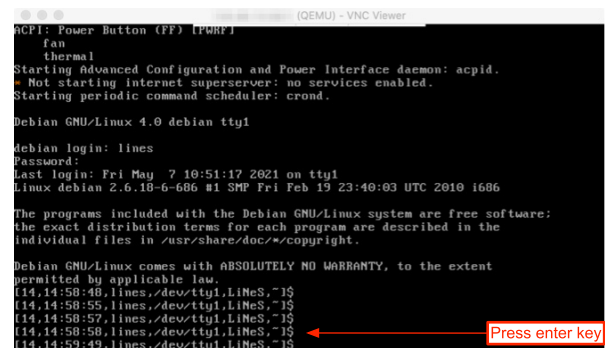 (QEMU) - VNC Viewer
ACPI: Power Button (FF) [PWRF]
fan
thermal
Starting Advanced Configuration and Power Interface daemon: acpid.
* Not starting internet superserver: no services enabled.
Starting periodic command scheduler: crond.
Debian GNU/Linux 4.0 debian tty1
debian login: lines
Password:
Last login: Fri May  7 10:51:17 2021 on tty1
Linux debian 2.6.18-6-686 #1 SMP Fri Feb 19 23:40:03 UTC 2010 i686
The programs included with the Debian GNU/Linux system are free software;
the exact distribution terms for each program are described in the
individual files in /usr/share/doc/*/copyright.
Debian GNU/Linux comes with ABSOLUTELY NO WARRANTY, to the extent
permitted by applicable law.
[14,14:58:48,lines,/dev/tty1,LiNeS,~]$
[14,14:58:55,lines,/dev/tty1,LiNeS,~]$
[14,14:58:57,lines,/dev/tty1,LiNeS,~]$
[14,14:58:58,lines,/dev/tty1,LiNeS,~]$
Press enter key
[14,14:59:49,lines,/dev/tty1,LiNeS,~]$